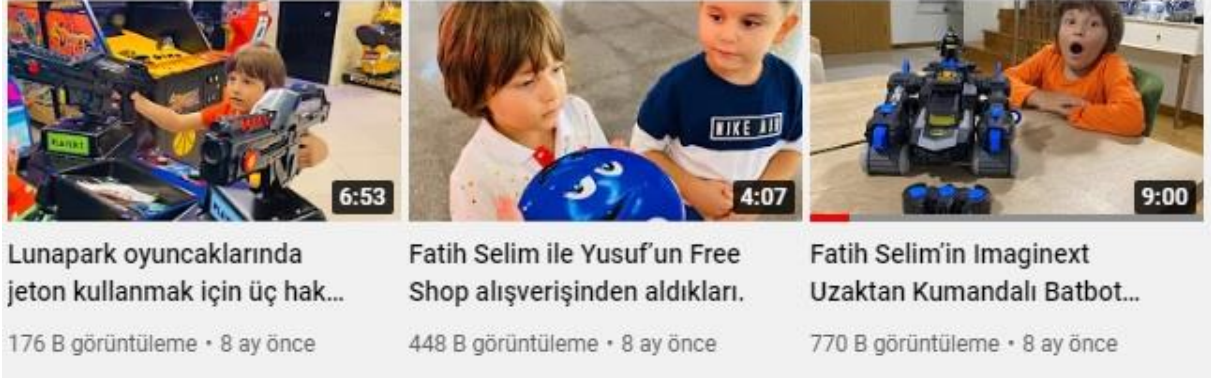 NIKE AIR
6:53
4:07
9:00
Lunapark oyuncaklarında
jeton kullanmak için üç hak...
176 B görüntüleme • 8 ay önce
Fatih Selim ile Yusuf'un Free
Shop alışverişinden aldıkları.
448 B görüntüleme • 8 ay önce
Fatih Selim'in Imaginext
Uzaktan Kumandalı Batbot...
770 B görüntüleme • 8 ay önce